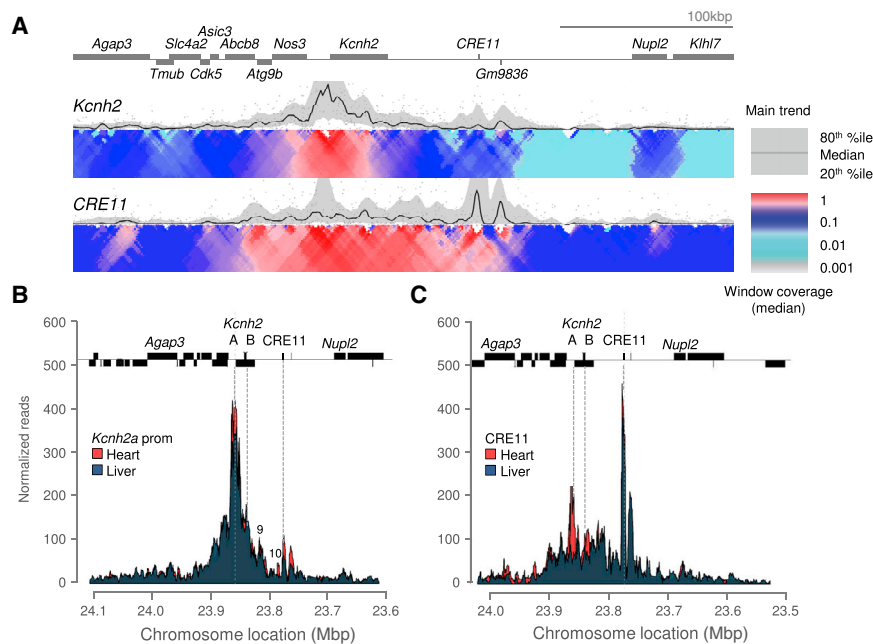 A
100kbp
Asic3
Agap3 Slc4a2 Abcb8 Nos3 Kcnh2 CRE11 Nupl2 Klhl7
Tmub Cdk5 Atg9b Gm9836
Kcnh2
Main trend
80th %ile
Median
20th %ile
CRE11
1
0.1
0.01
0.001
Window coverage
(median)
B
600
500
400
300
200
100
0
Normalized reads
Kcnh2
Agap3 A B CRE11 Nupl2
Kcnh2a prom
Heart
Liver
9
10
24.1 24.0 23.9 23.8 23.7 23.6
Chromosome location (Mbp)
C
600
500
400
300
200
100
0
Kcnh2
Agap3 A B CRE11 Nupl2
CRE11
Heart
Liver
24.0 23.9 23.8 23.7 23.6 23.5
Chromosome location (Mbp)